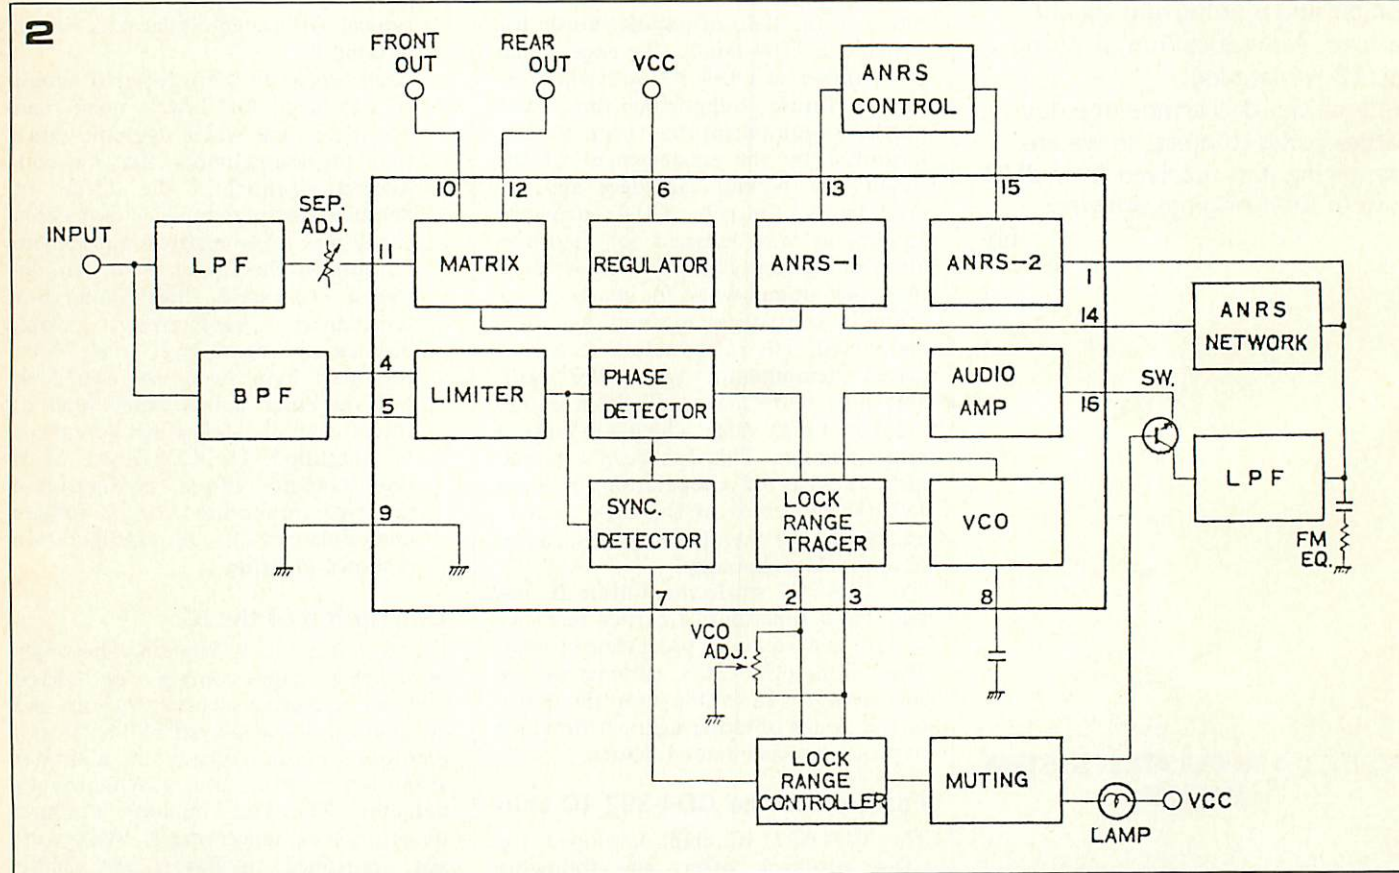 2
FRONT OUT
REAR OUT
VCC
ANRS CONTROL
10
12
6
13
15
INPUT
LPF
SEP. ADJ.
11
MATRIX
REGULATOR
ANRS-1
ANRS-2
1
14
ANRS NETWORK
BPF
4
5
LIMITER
PHASE DETECTOR
AUDIO AMP
16
SW.
LPF
FM EQ.
9
SYNC. DETECTOR
LOCK RANGE TRACER
VCO
7
2
3
8
VCO ADJ.
LOCK RANGE CONTROLLER
MUTING
LAMP
VCC